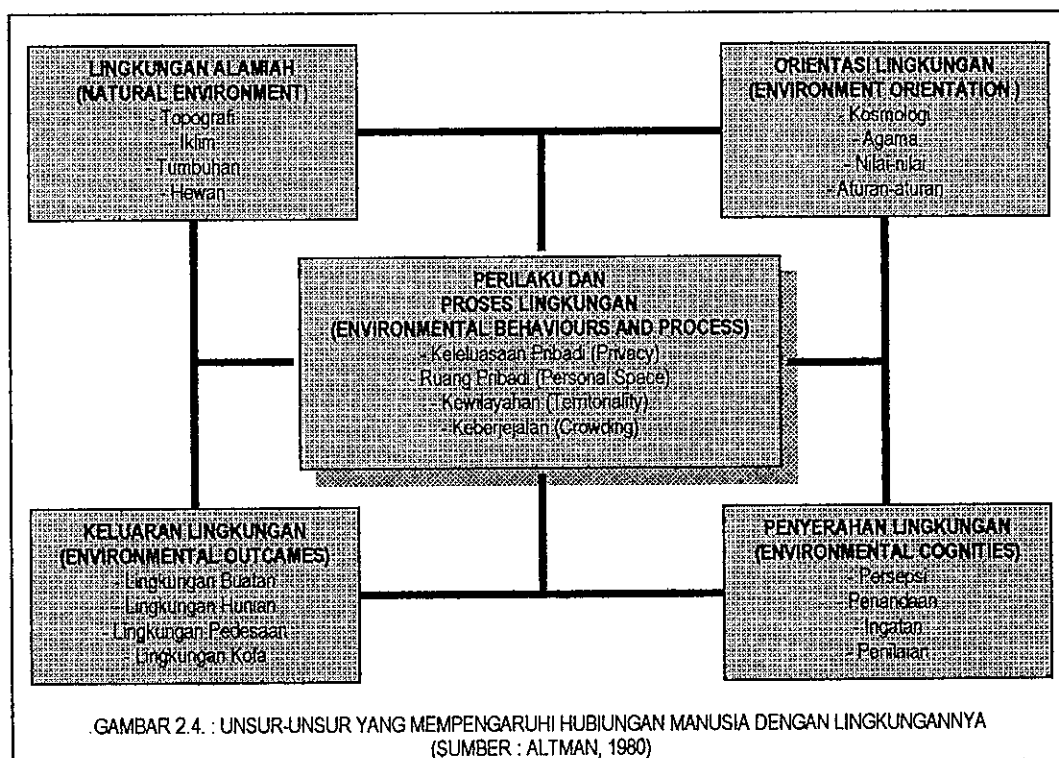 LINGKUNGAN ALAMIAH
(NATURAL ENVIRONMENT)
- Topografi
- Iklim
- Tumbuhan
- Hewan
ORIENTASI LINGKUNGAN
(ENVIRONMENT ORIENTATION )
- Kosmologi
- Agama
- Nilai-nilai
- Aturan-aturan
PERILAKU DAN
PROSES LINGKUNGAN
(ENVIRONMENTAL BEHAVIOURS AND PROCESS)
- Keleluasaan Pribadi (Privacy)
- Ruang Pribadi (Personal Space)
- Kewilayahan (Territoriality)
- Keberjejalan (Crowding)
KELUARAN LINGKUNGAN
(ENVIRONMENTAL OUTCAMES)
- Lingkungan Buatan
- Lingkungan Hunian
- Lingkungan Pedesaan
- Lingkungan Kota
PENYERAHAN LINGKUNGAN
(ENVIRONMENTAL COGNITIES)
- Persepsi
- Penandaan
- Ingatan
- Penilaian
GAMBAR 2.4. : UNSUR-UNSUR YANG MEMPENGARUHI HUBIUNGAN MANUSIA DENGAN LINGKUNGANNYA
(SUMBER : ALTMAN, 1980)